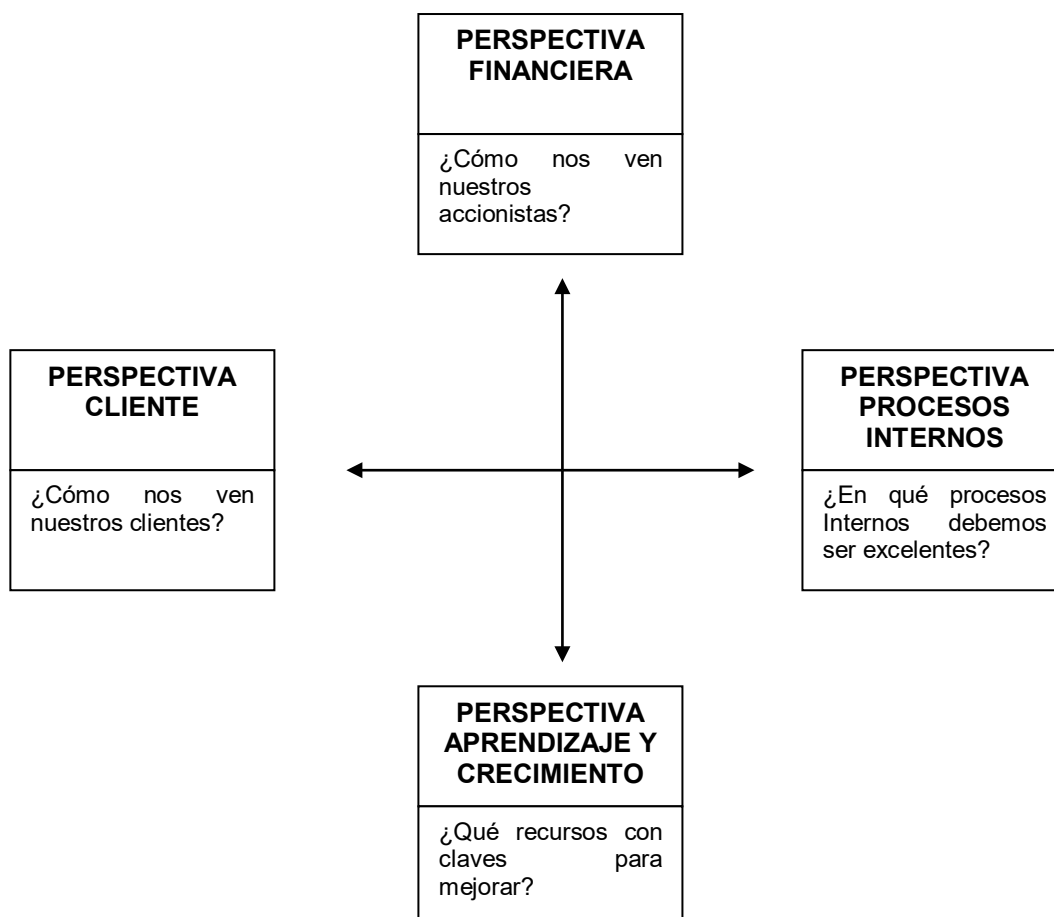 PERSPECTIVA
FINANCIERA
¿Cómo nos ven
nuestros
accionistas?
PERSPECTIVA
CLIENTE
¿Cómo nos ven
nuestros clientes?
PERSPECTIVA
PROCESOS
INTERNOS
¿En qué procesos
Internos debemos
ser excelentes?
PERSPECTIVA
APRENDIZAJE Y
CRECIMIENTO
¿Qué recursos con
claves para
mejorar?